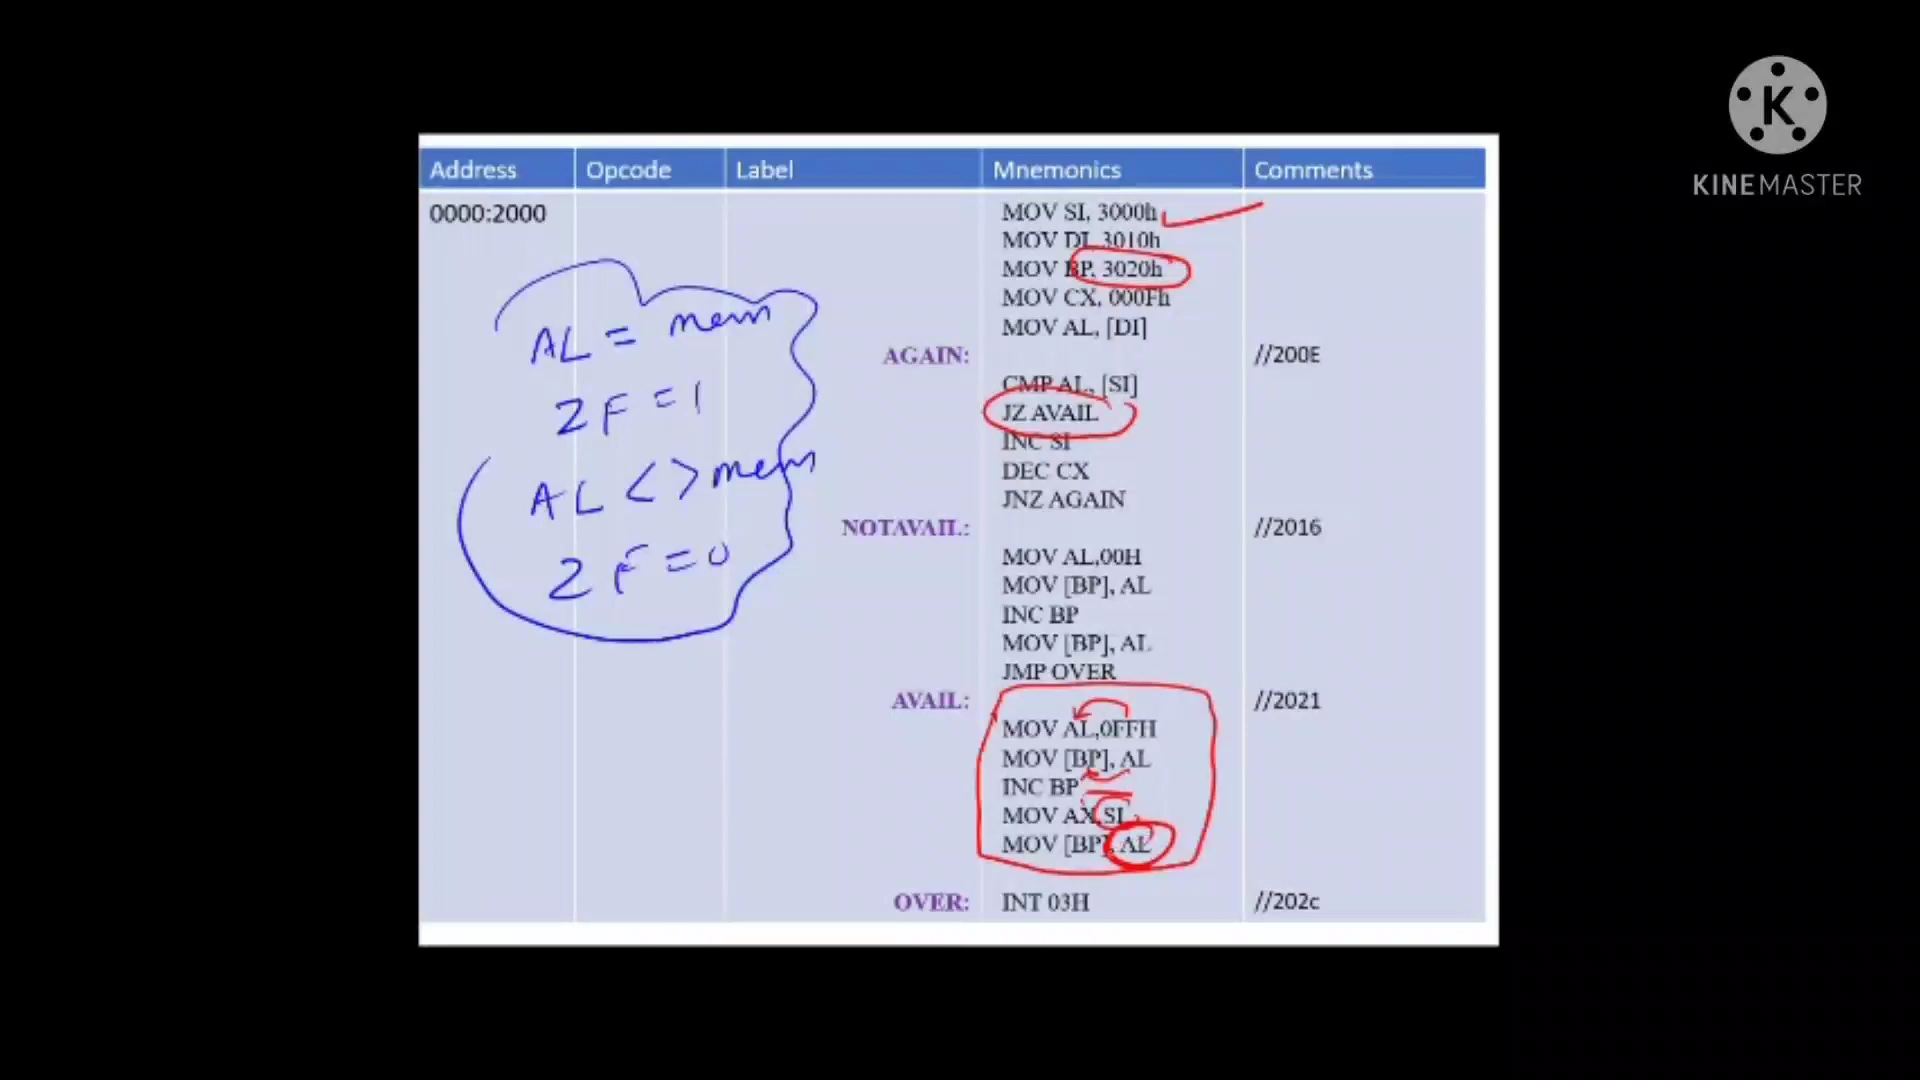 KINEMASTER
Address Opcode Label Mnemonics Comments
0000:2000 MOV SI, 3000h
MOV DI, 3010h
MOV BP, 3020h
MOV CX, 000Fh
MOV AL, [DI]
AGAIN: //200E
CMP AL, [SI]
JZ AVAIL
INC SI
DEC CX
JNZ AGAIN
NOTAVAIL: //2016
MOV AL,00H
MOV [BP], AL
INC BP
MOV [BP], AL
JMP OVER
AVAIL: //2021
MOV AL,0FFH
MOV [BP], AL
INC BP
MOV AX,SI
MOV [BP], AL
OVER: INT 03H //202c
AL = mem
ZF = 1
AL <> mem
ZF = 0